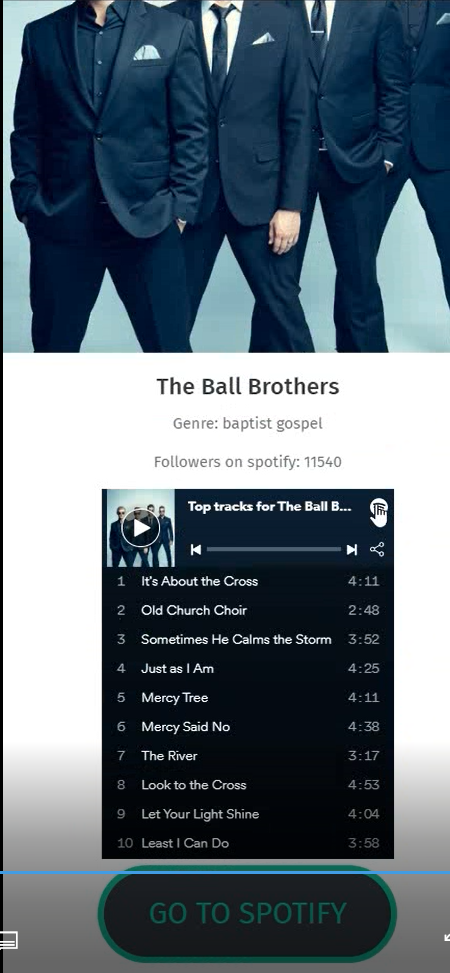 The Ball Brothers
Genre: baptist gospel
Followers on spotify: 11540
Top tracks for The Ball B...
1 It's About the Cross 4:11
2 Old Church Choir 2:48
3 Sometimes He Calms the Storm 3:52
4 Just as I Am 4:25
5 Mercy Tree 4:11
6 Mercy Said No 4:38
7 The River 3:17
8 Look to the Cross 4:53
9 Let Your Light Shine 4:04
10 Least I Can Do 3:58
GO TO SPOTIFY